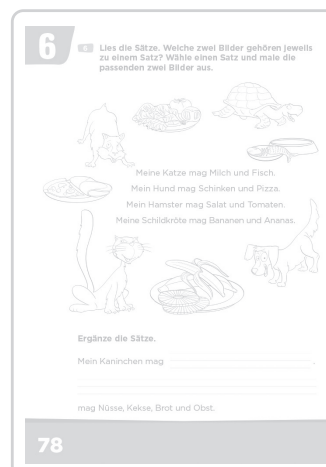 6
6 Lies die Sätze. Welche zwei Bilder gehören jeweils
zu einem Satz? Wähle einen Satz und male die
passenden zwei Bilder aus.
Meine Katze mag Milch und Fisch.
Mein Hund mag Schinken und Pizza.
Mein Hamster mag Salat und Tomaten.
Meine Schildkröte mag Bananen und Ananas.
Ergänze die Sätze.
Mein Kaninchen mag .
mag Nüsse, Kekse, Brot und Obst.
78